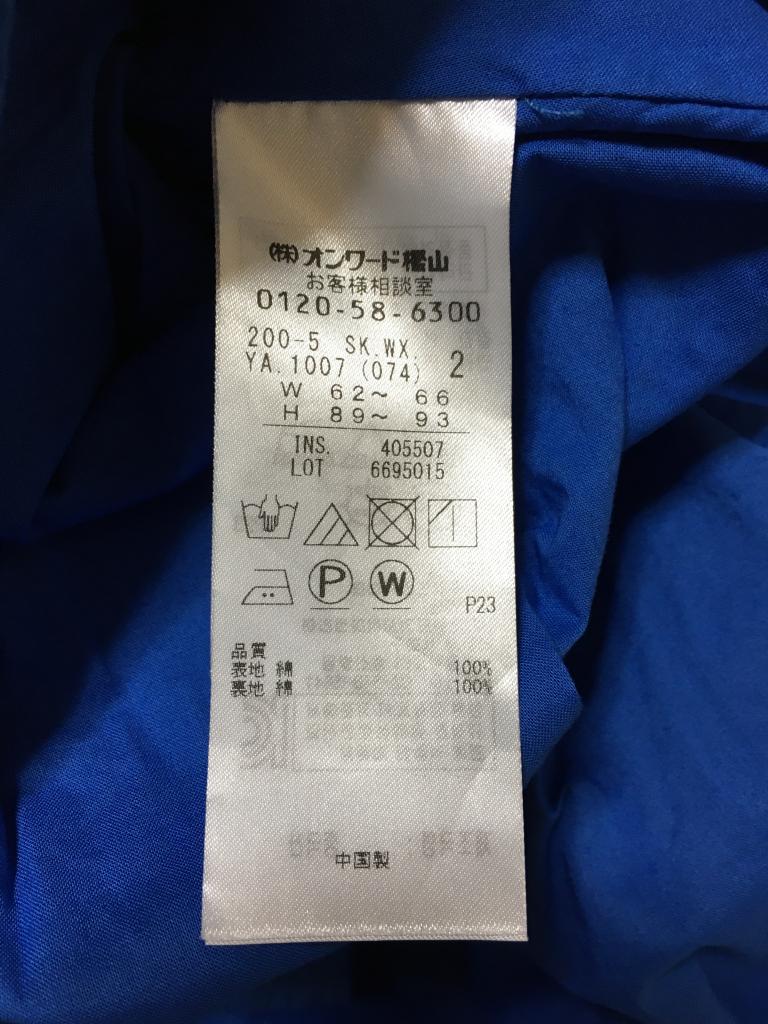 ㈱オンワード樫山
お客様相談室
0120-58-6300
200-5 SK.WX.
YA.1007 (074) 2
W 62〜 66
H 89〜 93
INS. 405507
LOT 6695015
P W
P23
品質
表地 綿 100%
裏地 綿 100%
中国製